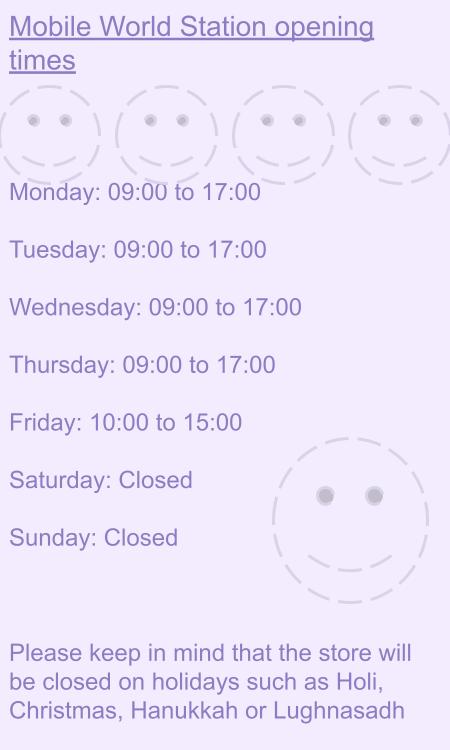 Mobile World Station opening
times
Monday: 09:00 to 17:00
Tuesday: 09:00 to 17:00
Wednesday: 09:00 to 17:00
Thursday: 09:00 to 17:00
Friday: 10:00 to 15:00
Saturday: Closed
Sunday: Closed
Please keep in mind that the store will
be closed on holidays such as Holi,
Christmas, Hanukkah or Lughnasadh